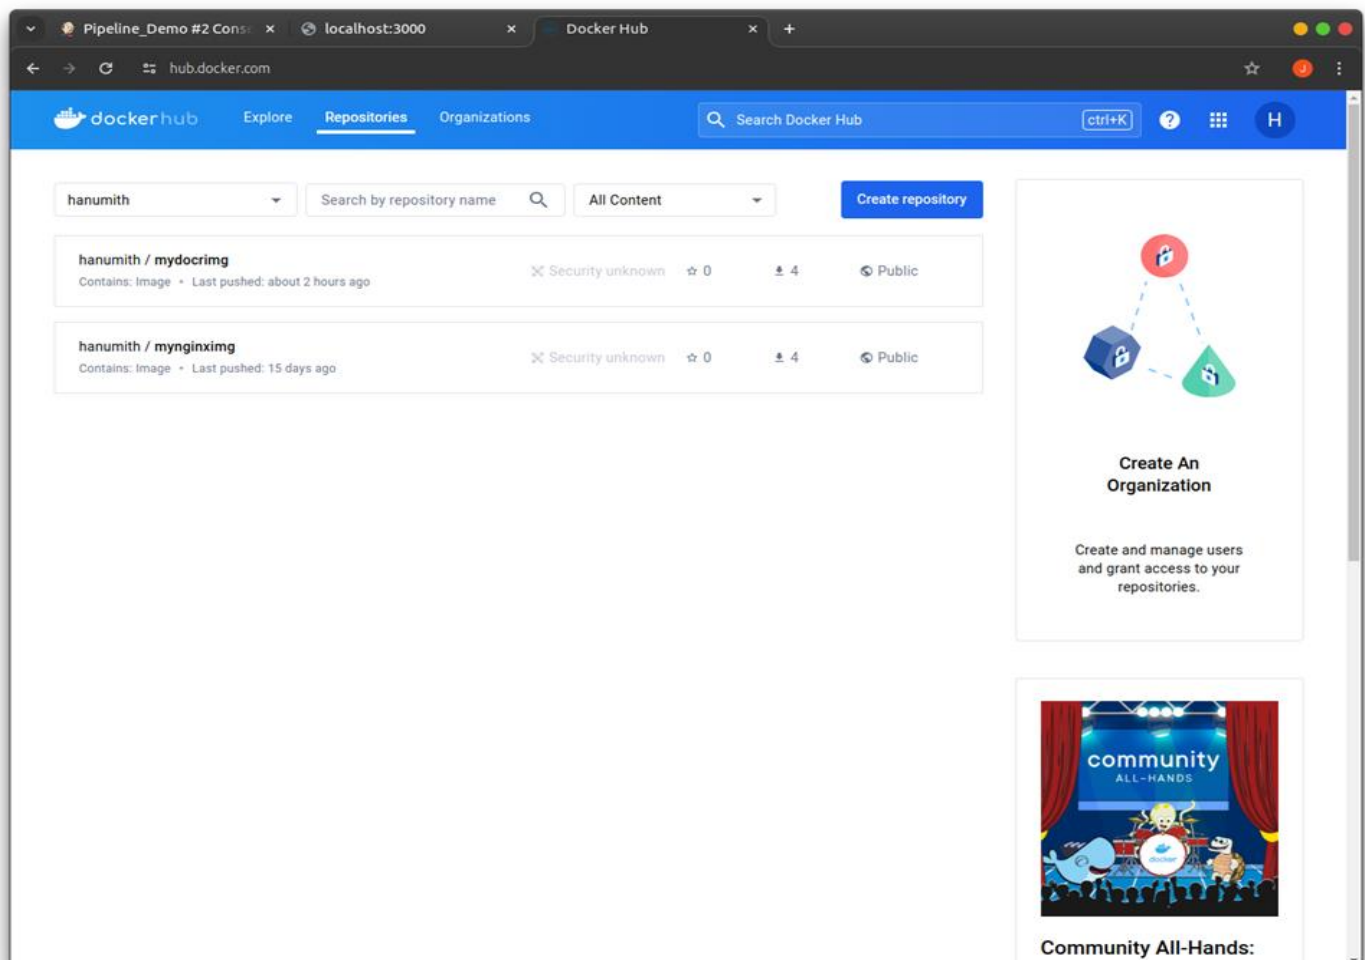 Pipeline_Demo #2 Cons
localhost:3000
Docker Hub
hub.docker.com
J
dockerhub
Explore
Repositories
Organizations
Search Docker Hub
ctrl+K
?
H
hanumith
Search by repository name
All Content
Create repository
hanumith / mydocrimg
Contains: Image • Last pushed: about 2 hours ago
Security unknown
0
4
Public
hanumith / mynginximg
Contains: Image • Last pushed: 15 days ago
Security unknown
0
4
Public
Create An
Organization
Create and manage users
and grant access to your
repositories.
community
ALL-HANDS
docker
Community All-Hands: